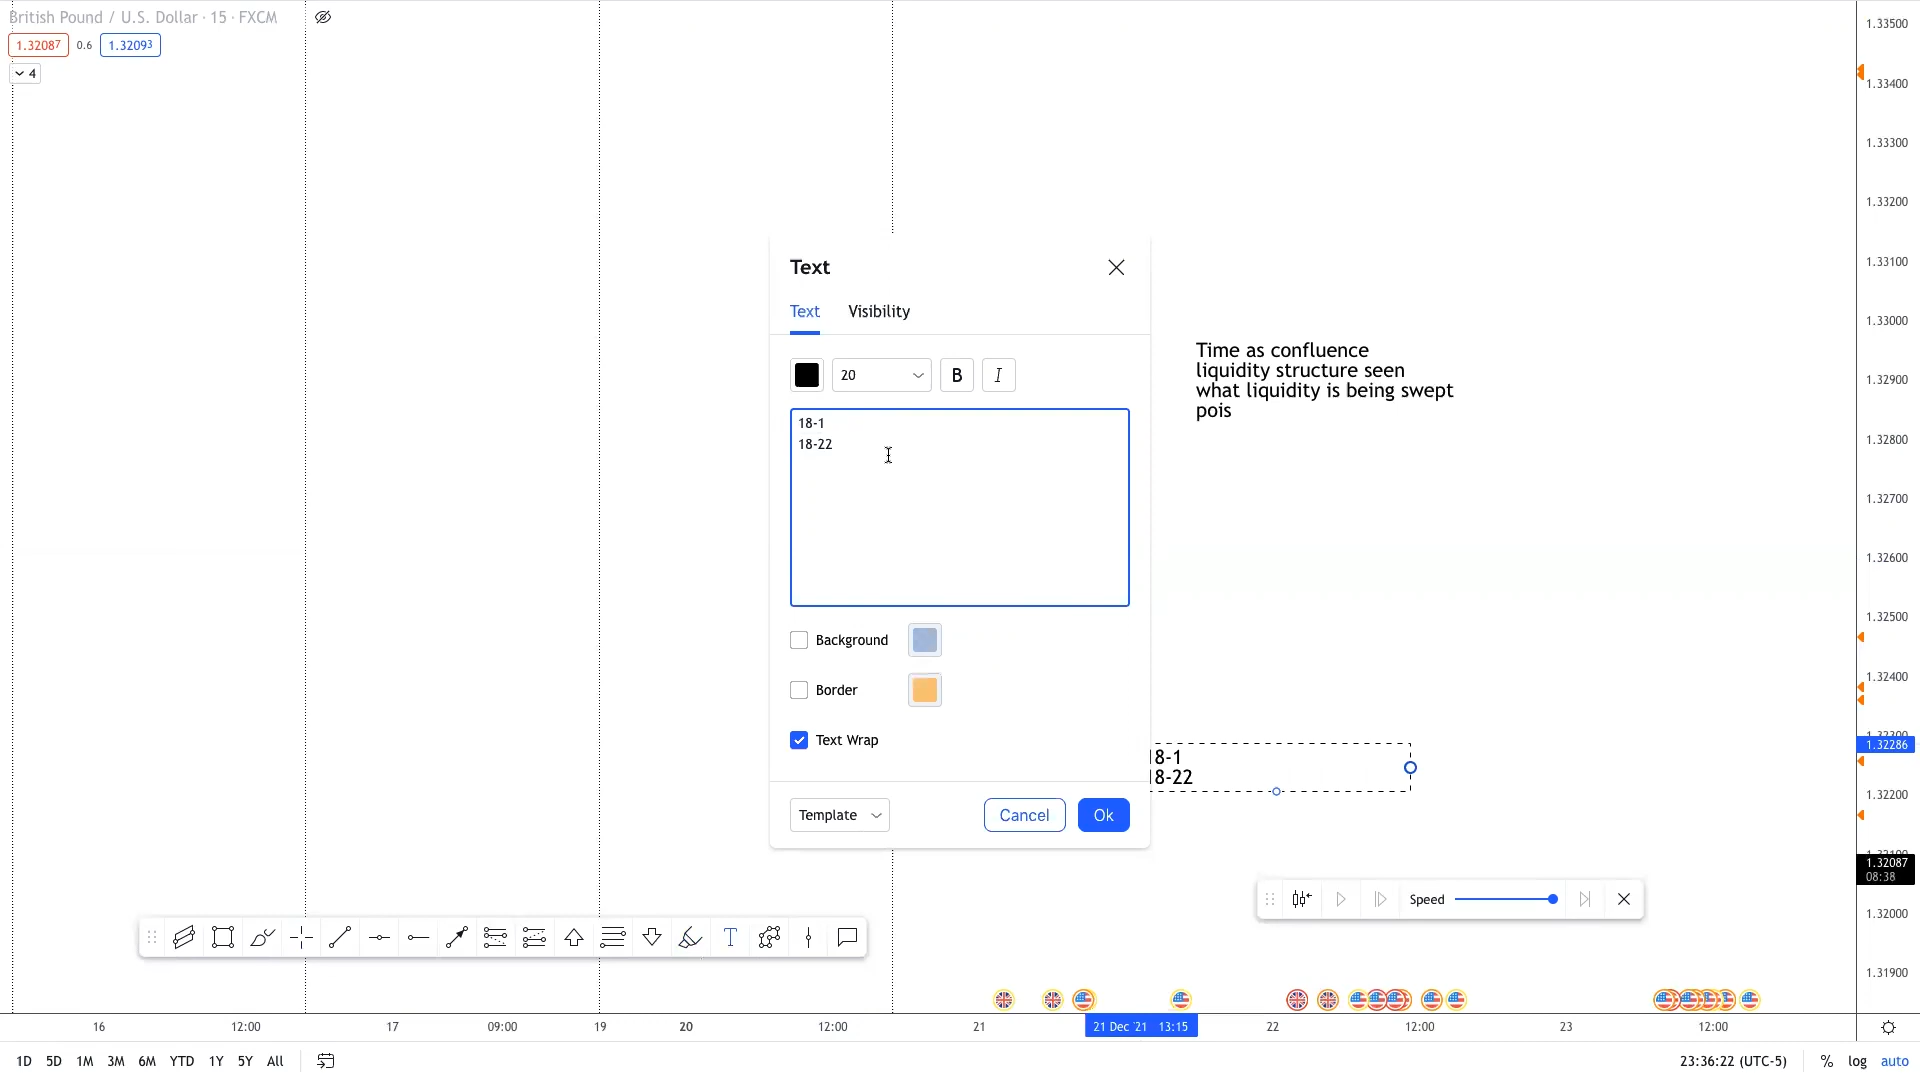 British Pound / U.S. Dollar · 15 · FXCM
1.32087 0.6 1.32093
4
Text
Text Visibility
20 B I
18-1
18-22
Background
Border
Text Wrap
Template Cancel Ok
Time as confluence
liquidity structure seen
what liquidity is being swept
pois
18-1
18-22
Speed
1.33500
1.33400
1.33300
1.33200
1.33100
1.33000
1.32900
1.32800
1.32700
1.32600
1.32500
1.32400
1.32300
1.32286
1.32200
1.32100
1.32087
08:38
1.32000
1.31900
16 12:00 17 09:00 19 20 12:00 21 21 Dec '21 13:15 22 12:00 23 12:00
1D 5D 1M 3M 6M YTD 1Y 5Y All 23:36:22 (UTC-5) % log auto